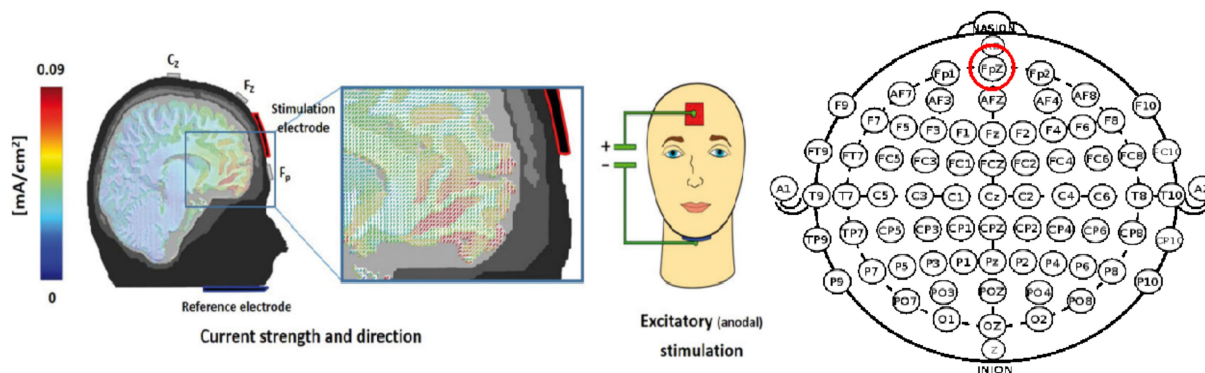 0.09
[mA/cm²]
0
Cz
Fz
Stimulation
electrode
Fp
Reference electrode
Current strength and direction
+
−
Excitatory (anodal)
stimulation
NASION
Fp1 FpZ Fp2
AF7 AF3 AFZ AF4 AF8
F9 F7 F5 F3 F1 Fz F2 F4 F6 F8 F10
FT9 FT7 FC5 FC3 FC1 FCZ FC2 FC4 FC6 FC8 FC10
A1 T9 T7 C5 C3 C1 Cz C2 C4 C6 T8 T10
TP9 TP7 CP5 CP3 CP1 CPZ CP2 CP4 CP6 CP8 CP10
P9 P7 P5 P3 P1 Pz P2 P4 P6 P8 P10
PO7 PO3 POZ PO4 PO8
O1 OZ O2
Z
INION